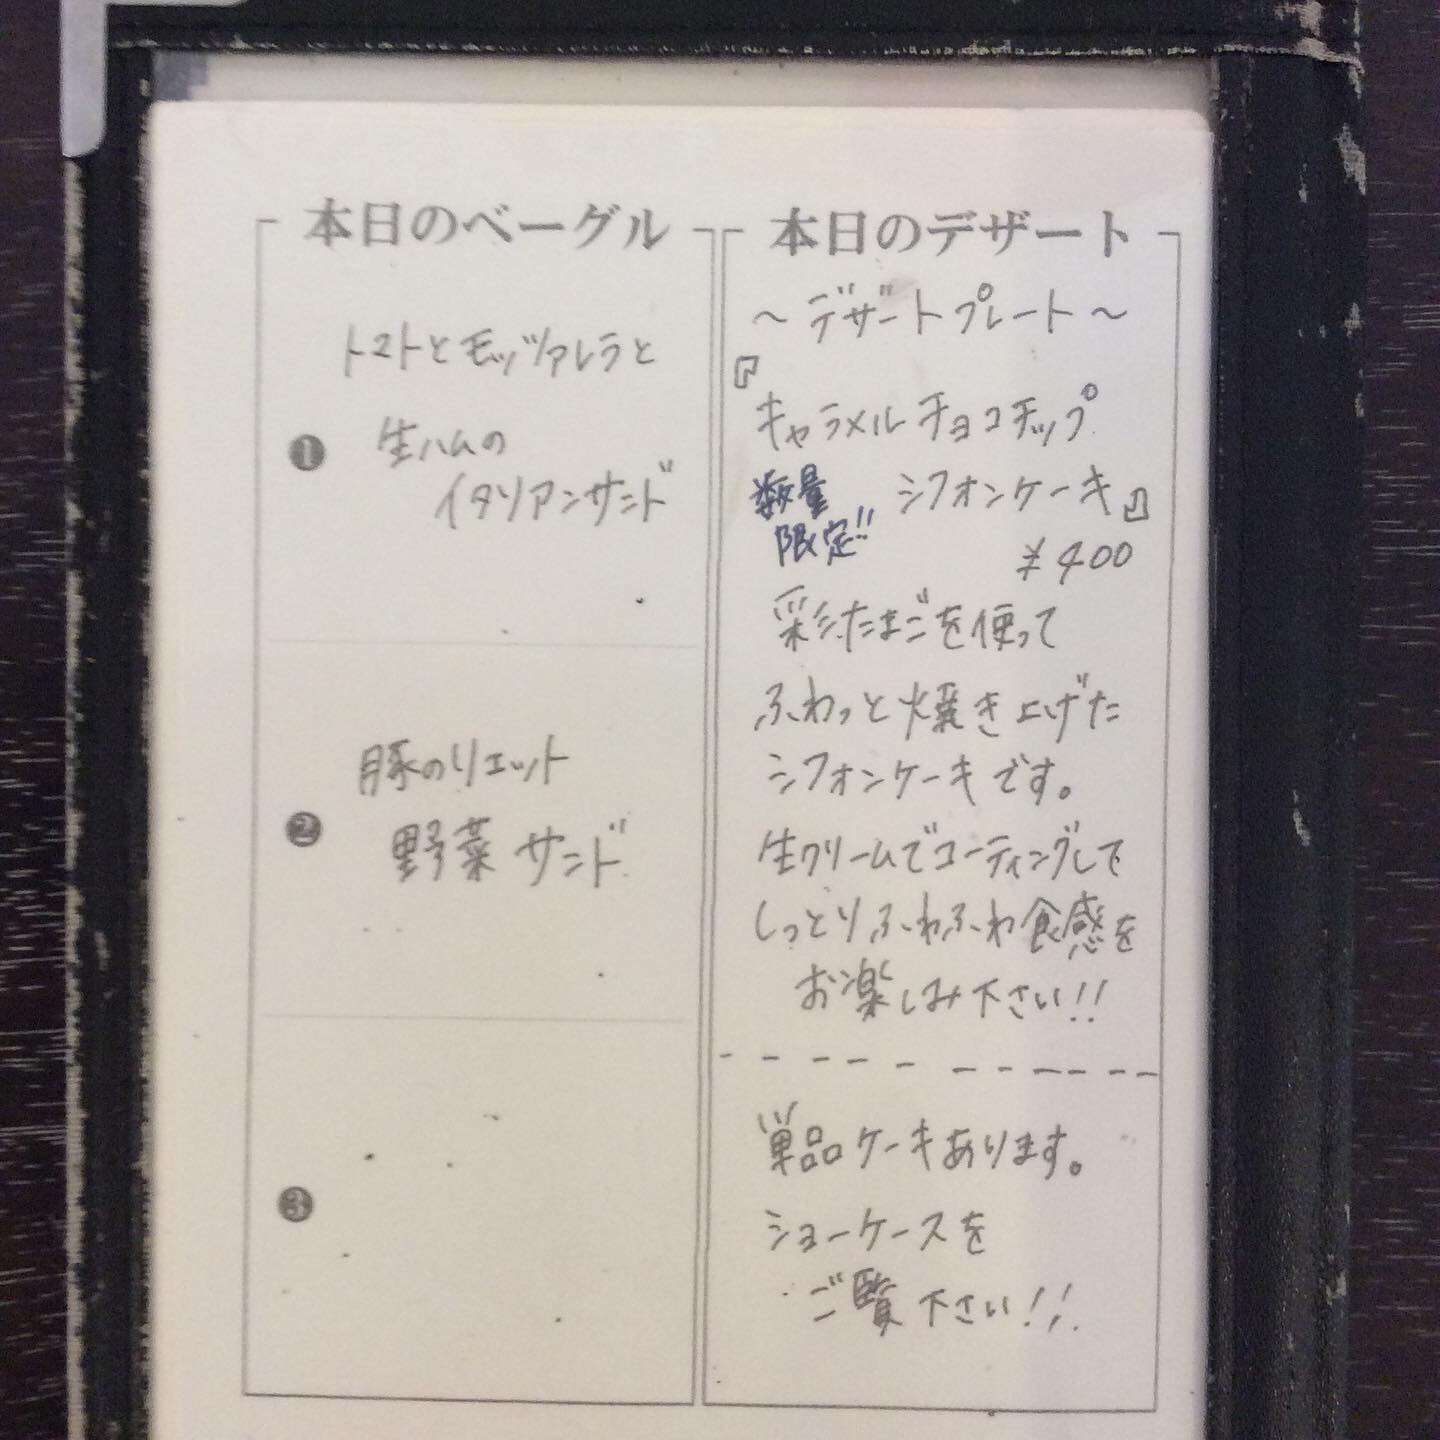 本日のベーグル
❶
トマトとモッツァレラと
生ハムの
イタリアンサンド
❷
豚のリエット
野菜サンド
❸
本日のデザート
～デザートプレート～
『
キャラメルチョコチップ
シフォンケーキ』
数量
限定!!
¥400
彩たまごを使って
ふわっと焼き上げた
シフォンケーキです。
生クリームでコーティングして
しっとりふわふわ食感を
お楽しみ下さい!!
単品ケーキあります。
ショーケースを
ご覧下さい!!